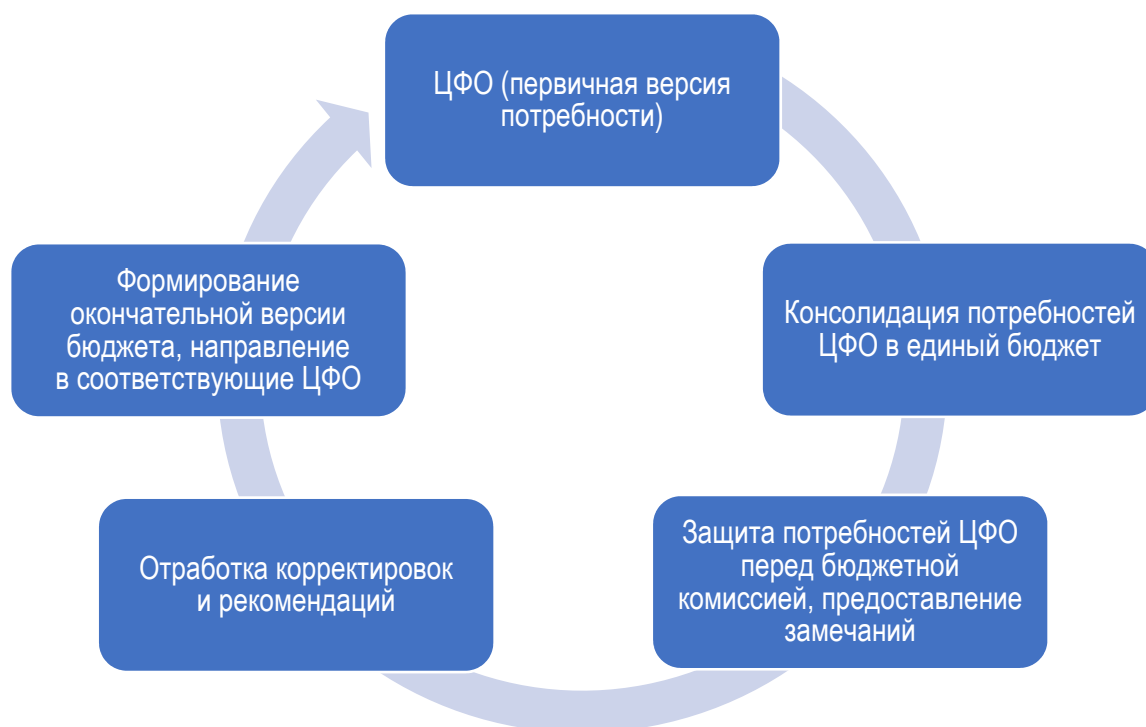 ЦФО (первичная версия
потребности)
Консолидация потребностей
ЦФО в единый бюджет
Защита потребностей ЦФО
перед бюджетной
комиссией, предоставление
замечаний
Отработка корректировок
и рекомендаций
Формирование
окончательной версии
бюджета, направление
в соответствующие ЦФО